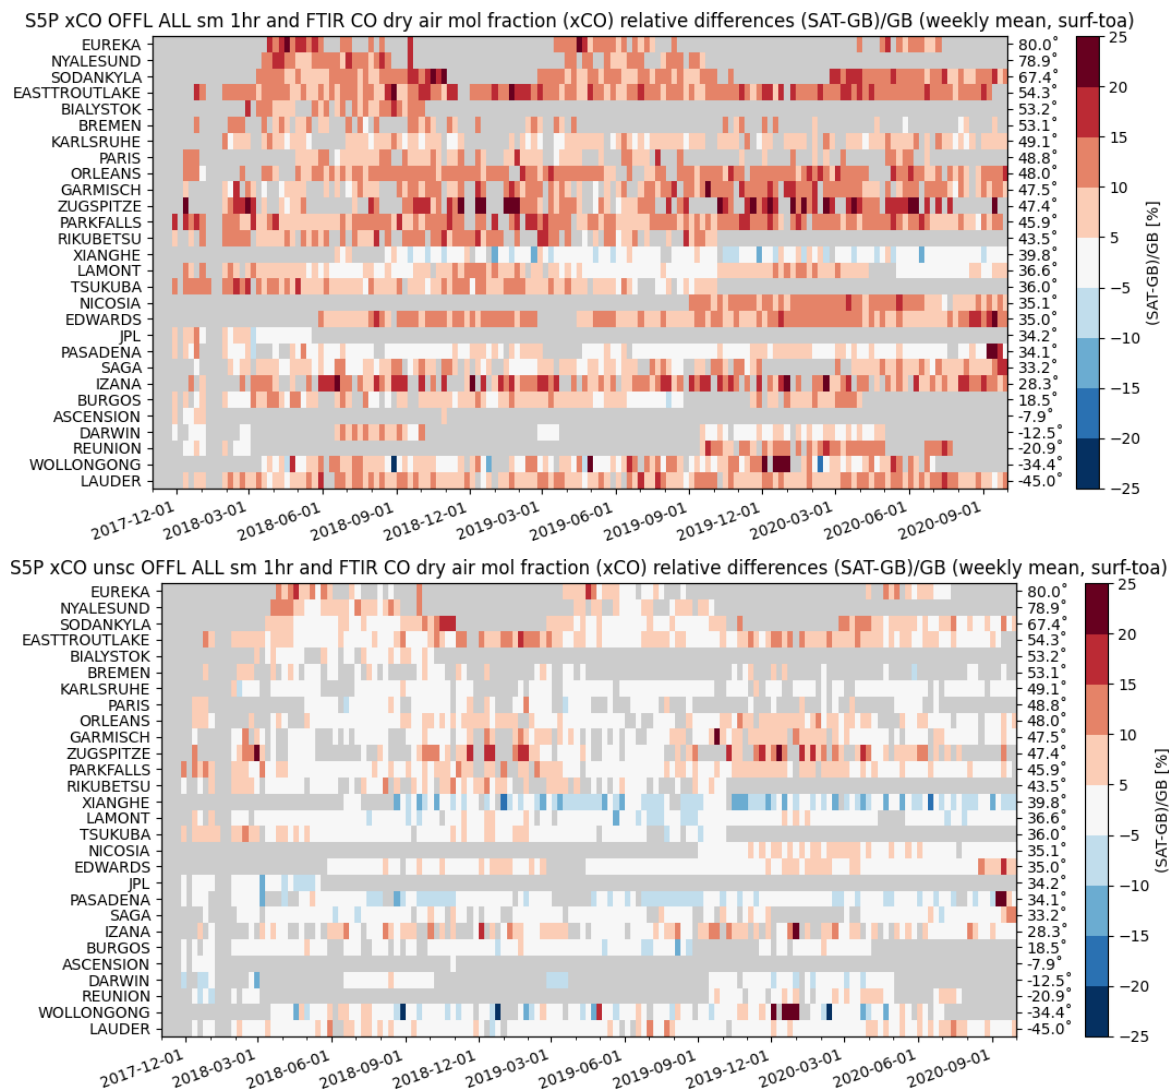 S5P xCO OFFL ALL sm 1hr and FTIR CO dry air mol fraction (xCO) relative differences (SAT-GB)/GB (weekly mean, surf-toa)
EUREKA 80.0°
NYALESUND 78.9°
SODANKYLA 67.4°
EASTTROUTLAKE 54.3°
BIALYSTOK 53.2°
BREMEN 53.1°
KARLSRUHE 49.1°
PARIS 48.8°
ORLEANS 48.0°
GARMISCH 47.5°
ZUGSPITZE 47.4°
PARKFALLS 45.9°
RIKUBETSU 43.5°
XIANGHE 39.8°
LAMONT 36.6°
TSUKUBA 36.0°
NICOSIA 35.1°
EDWARDS 35.0°
JPL 34.2°
PASADENA 34.1°
SAGA 33.2°
IZANA 28.3°
BURGOS 18.5°
ASCENSION -7.9°
DARWIN -12.5°
REUNION -20.9°
WOLLONGONG -34.4°
LAUDER -45.0°
2017-12-01 2018-03-01 2018-06-01 2018-09-01 2018-12-01 2019-03-01 2019-06-01 2019-09-01 2019-12-01 2020-03-01 2020-06-01 2020-09-01
25
20
15
10
5
−5
−10
−15
−20
−25
(SAT-GB)/GB [%]
S5P xCO unsc OFFL ALL sm 1hr and FTIR CO dry air mol fraction (xCO) relative differences (SAT-GB)/GB (weekly mean, surf-toa)
EUREKA 80.0°
NYALESUND 78.9°
SODANKYLA 67.4°
EASTTROUTLAKE 54.3°
BIALYSTOK 53.2°
BREMEN 53.1°
KARLSRUHE 49.1°
PARIS 48.8°
ORLEANS 48.0°
GARMISCH 47.5°
ZUGSPITZE 47.4°
PARKFALLS 45.9°
RIKUBETSU 43.5°
XIANGHE 39.8°
LAMONT 36.6°
TSUKUBA 36.0°
NICOSIA 35.1°
EDWARDS 35.0°
JPL 34.2°
PASADENA 34.1°
SAGA 33.2°
IZANA 28.3°
BURGOS 18.5°
ASCENSION -7.9°
DARWIN -12.5°
REUNION -20.9°
WOLLONGONG -34.4°
LAUDER -45.0°
2017-12-01 2018-03-01 2018-06-01 2018-09-01 2018-12-01 2019-03-01 2019-06-01 2019-09-01 2019-12-01 2020-03-01 2020-06-01 2020-09-01
25
20
15
10
5
−5
−10
−15
−20
−25
(SAT-GB)/GB [%]